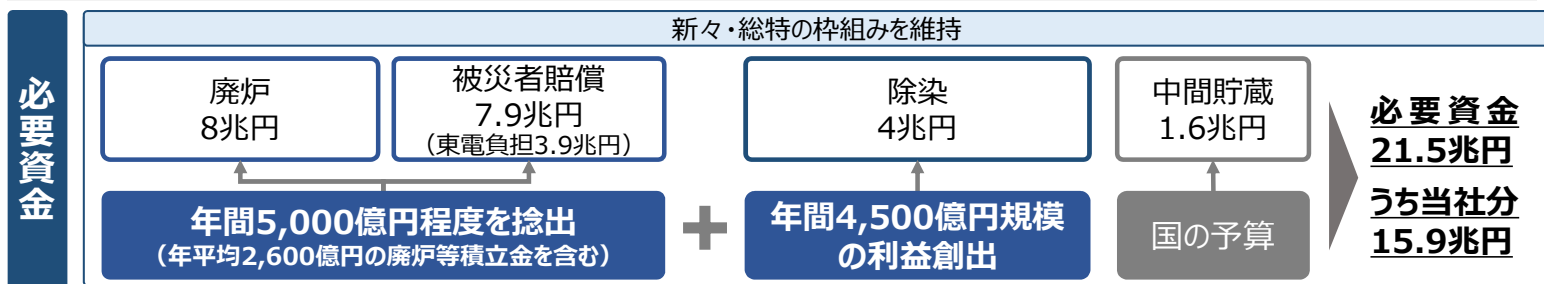 必要資金
新々・総特の枠組みを維持
廃炉
8兆円
被災者賠償
7.9兆円
（東電負担3.9兆円）
除染
4兆円
中間貯蔵
1.6兆円
年間5,000億円程度を捻出
（年平均2,600億円の廃炉等積立金を含む）
+
年間4,500億円規模
の利益創出
国の予算
必要資金
21.5兆円
うち当社分
15.9兆円